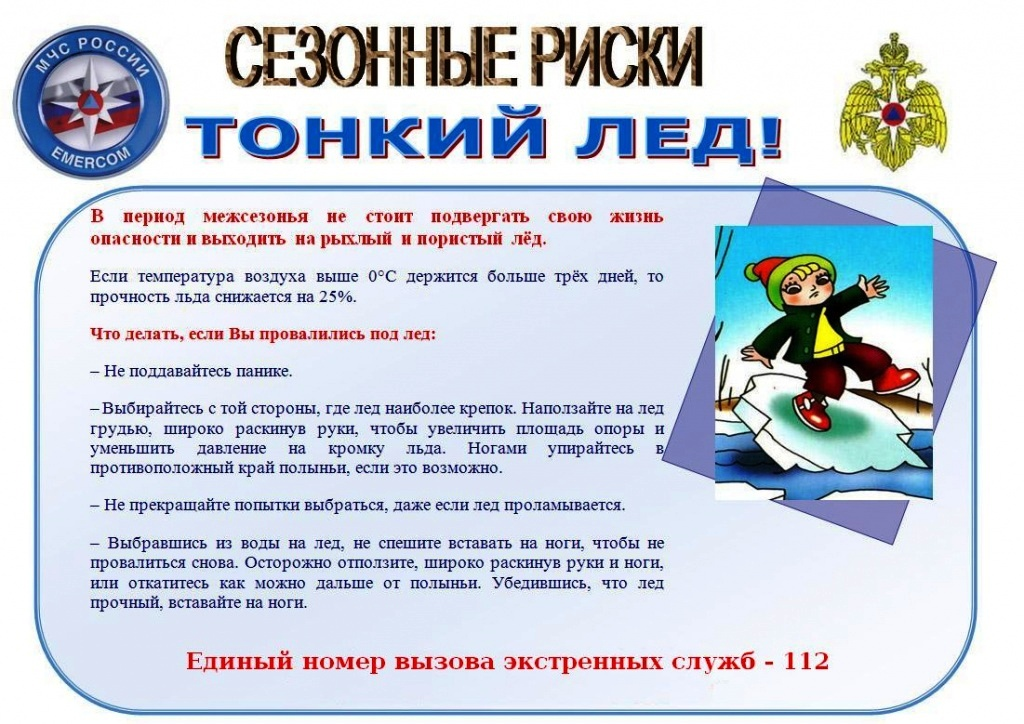 МЧС РОССИИ
EMERCOM
СЕЗОННЫЕ РИСКИ
ТОНКИЙ ЛЕД!
В период межсезонья не стоит подвергать свою жизнь
опасности и выходить на рыхлый и пористый лёд.
Если температура воздуха выше 0°С держится больше трёх дней, то
прочность льда снижается на 25%.
Что делать, если Вы провалились под лед:
– Не поддавайтесь панике.
– Выбирайтесь с той стороны, где лед наиболее крепок. Наползайте на лед
грудью, широко раскинув руки, чтобы увеличить площадь опоры и
уменьшить давление на кромку льда. Ногами упирайтесь в
противоположный край полыньи, если это возможно.
– Не прекращайте попытки выбраться, даже если лед проламывается.
– Выбравшись из воды на лед, не спешите вставать на ноги, чтобы не
провалиться снова. Осторожно отползите, широко раскинув руки и ноги,
или откатитесь как можно дальше от полыньи. Убедившись, что лед
прочный, вставайте на ноги.
Единый номер вызова экстренных служб - 112